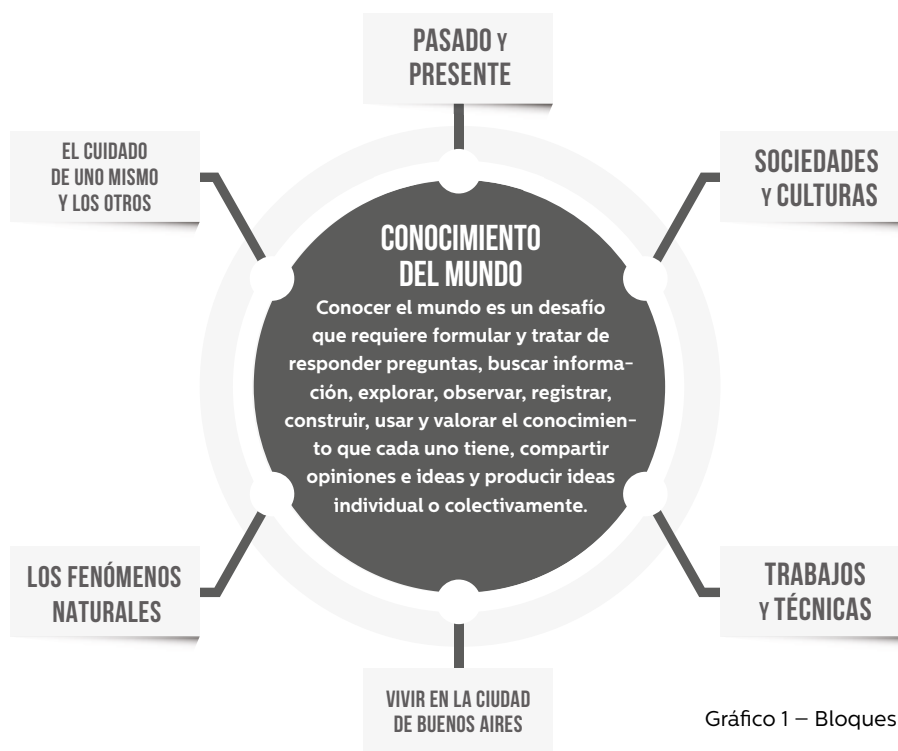 PASADO Y
PRESENTE
EL CUIDADO
DE UNO MISMO
Y LOS OTROS
SOCIEDADES
Y CULTURAS
CONOCIMIENTO
DEL MUNDO
Conocer el mundo es un desafío
que requiere formular y tratar de
responder preguntas, buscar informa-
ción, explorar, observar, registrar,
construir, usar y valorar el conocimien-
to que cada uno tiene, compartir
opiniones e ideas y producir ideas
individual o colectivamente.
LOS FENÓMENOS
NATURALES
TRABAJOS
Y TÉCNICAS
VIVIR EN LA CIUDAD
DE BUENOS AIRES
Gráfico 1 – Bloques